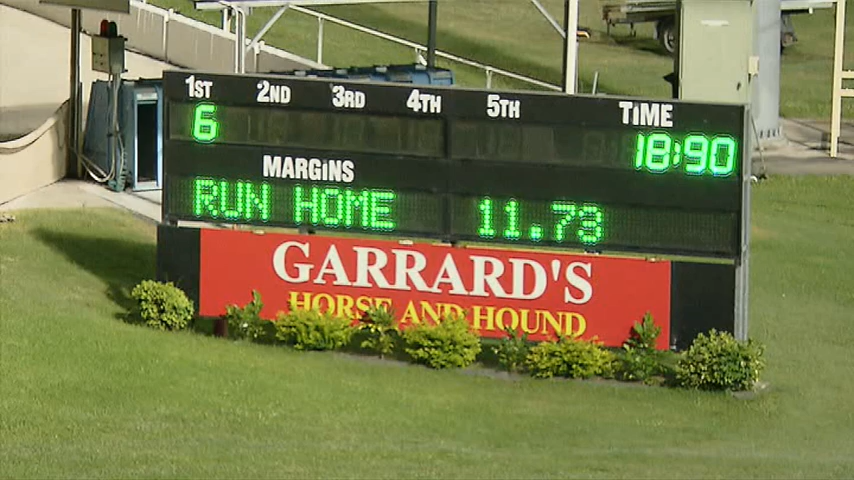 1ST 2ND 3RD 4TH 5TH TIME
6 18:90
MARGINS
RUN HOME 11.73
GARRARD'S
HORSE AND HOUND